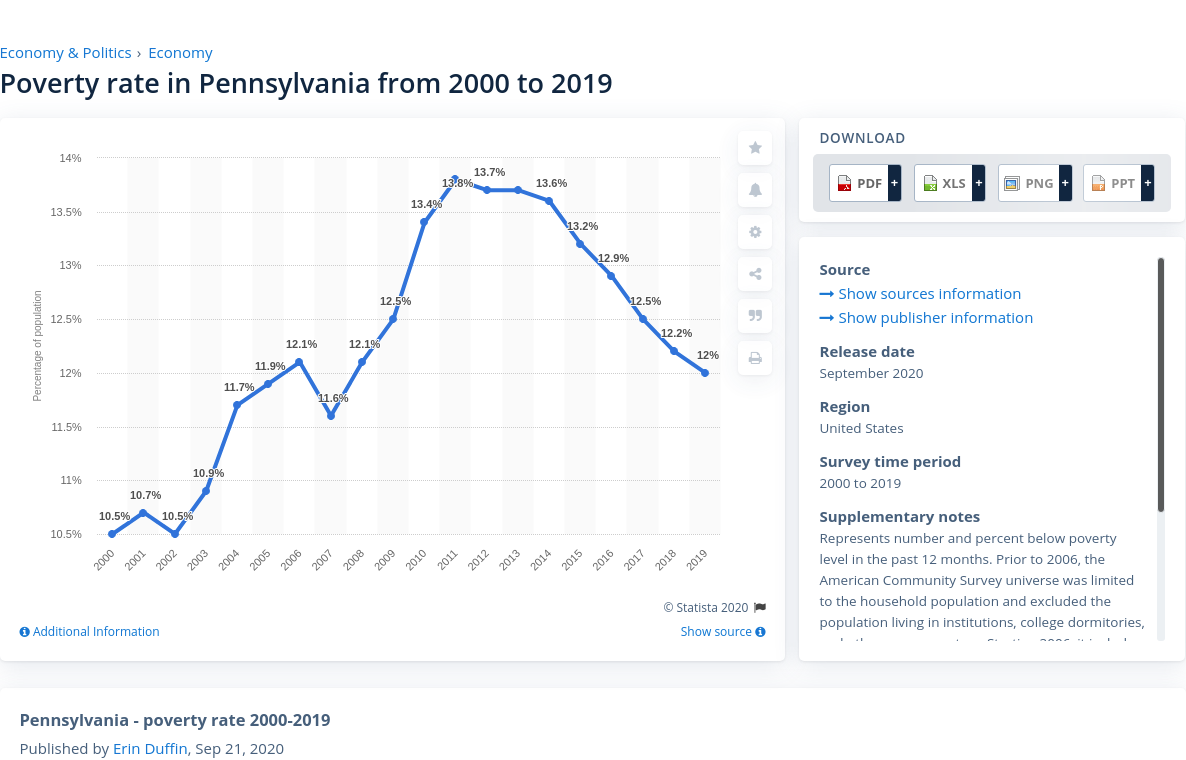 Economy & Politics › Economy
Poverty rate in Pennsylvania from 2000 to 2019
14%
13.5%
13%
12.5%
12%
11.5%
11%
10.5%
Percentage of population
10.5%
10.7%
10.5%
10.9%
11.7%
11.9%
12.1%
11.6%
12.1%
12.5%
13.4%
13.8%
13.7%
13.6%
13.2%
12.9%
12.5%
12.2%
12%
2000
2001
2002
2003
2004
2005
2006
2007
2008
2009
2010
2011
2012
2013
2014
2015
2016
2017
2018
2019
© Statista 2020
Additional Information
Show source
DOWNLOAD
PDF +
XLS +
PNG +
PPT +
Source
Show sources information
Show publisher information
Release date
September 2020
Region
United States
Survey time period
2000 to 2019
Supplementary notes
Represents number and percent below poverty
level in the past 12 months. Prior to 2006, the
American Community Survey universe was limited
to the household population and excluded the
population living in institutions, college dormitories,
Pennsylvania - poverty rate 2000-2019
Published by Erin Duffin, Sep 21, 2020